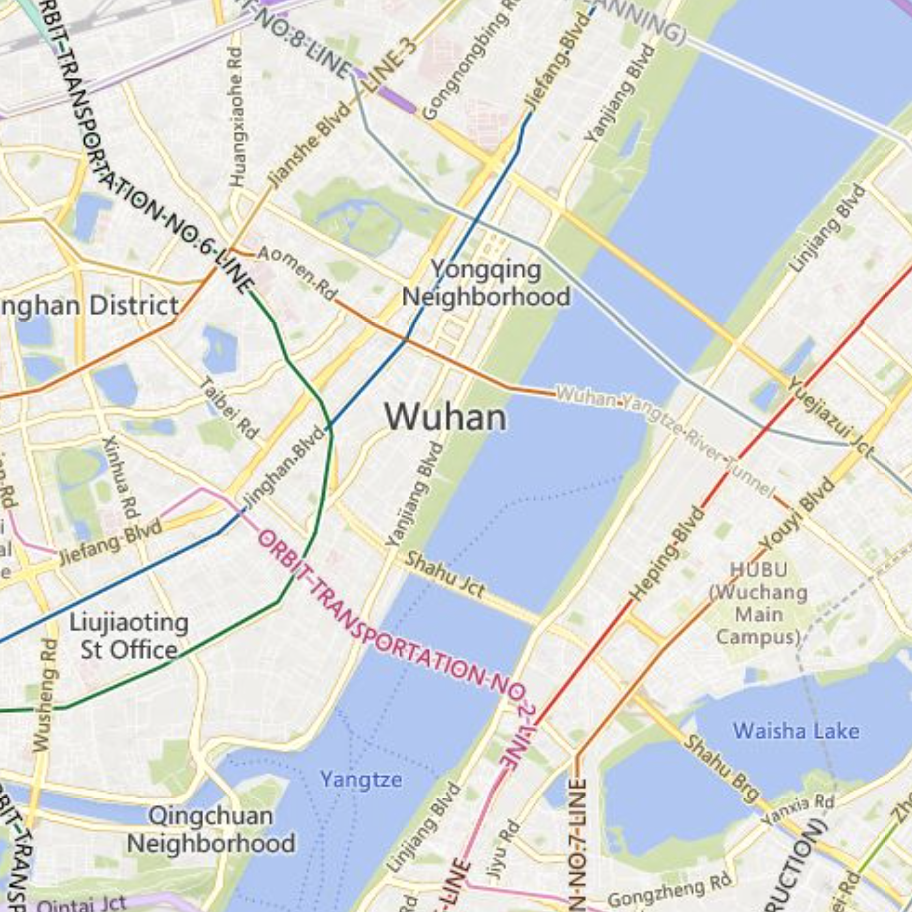 T-NO.8-LINE
ANNING)
ORBIT-TRANSPORTATION-NO.6-LINE
LINE-3
Gongnongbing R
Jiefang-Blvd
Yanjiang Blvd
Huangxiaohe Rd
Jianshe-Blvd
Linjiang Blvd
Aomen-Rd
Yongqing
Neighborhood
nghan District
Taibei Rd
Wuhan
Wuhan-Yangtze-River-Tunnel
Yuejiazui Jct
Xinhua Rd
Jinghan.Blvd
Yanjiang Blvd
Jiefang-Blvd
ORBIT-TRANSPORTATION-NO.2-LINE
Shahu Jct
Heping-Blvd
Youyi Blvd
HUBU
(Wuchang
Main
Campus)
Liujiaoting
St Office
Wusheng Rd
Waisha Lake
Yangtze
Shahu Brg
Yanxia Rd
Qingchuan
Neighborhood
Linjiang Blvd
Jiyu Rd
N-NO.7-LINE
-LINE
Gongzheng Rd
RUCTION)
Qintai Jct